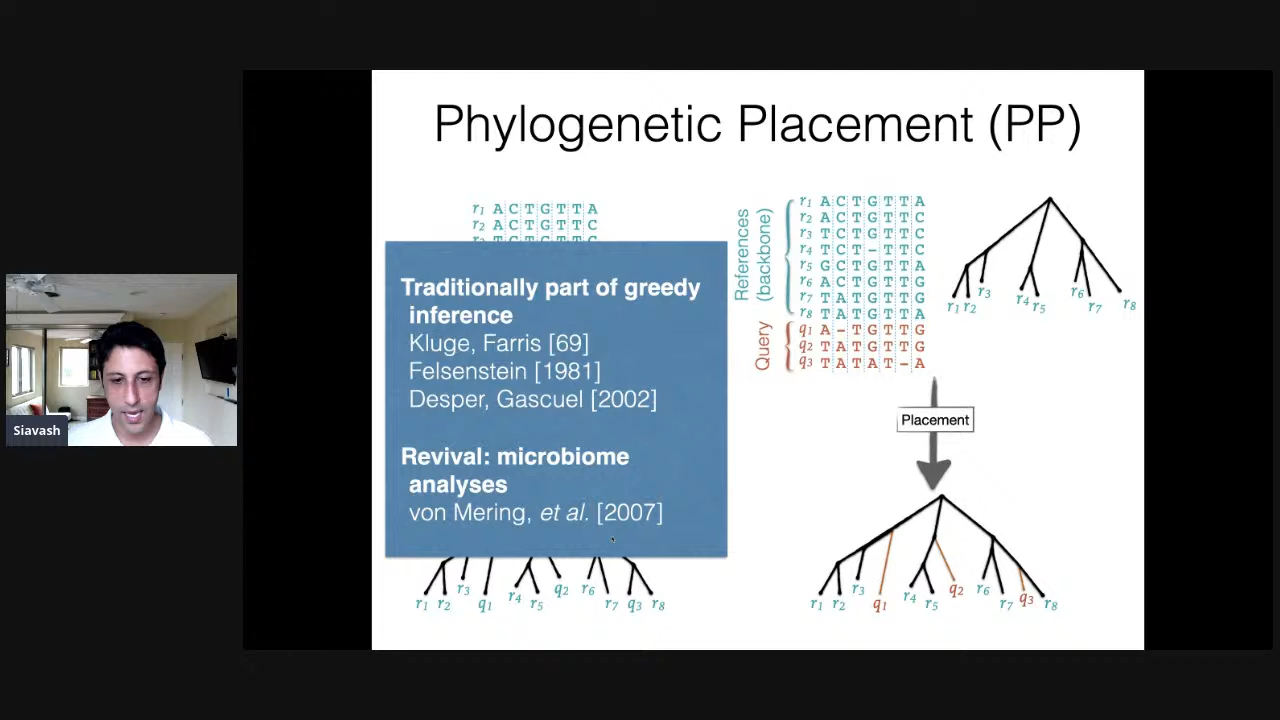 Phylogenetic Placement (PP)
r1 A C T G T T A
r2 A C T G T T C
Traditionally part of greedy
inference
Kluge, Farris [69]
Felsenstein [1981]
Desper, Gascuel [2002]
Revival: microbiome
analyses
von Mering, et al. [2007]
r1 r2 r3 q1 r4 r5 q2 r6 r7 q3 r8
References
(backbone)
r1 A C T G T T A
r2 A C T G T T C
r3 T C T G T T C
r4 T C T - T T C
r5 G C T G T T A
r6 A C T G T T G
r7 T A T G T T G
r8 T A T G T T A
Query
q1 A - T G T T G
q2 T A T G T T G
q3 T A T A T - A
r1 r2 r3 r4 r5 r6 r7 r8
Placement
r1 r2 r3 q1 r4 r5 q2 r6 r7 q3 r8
Siavash